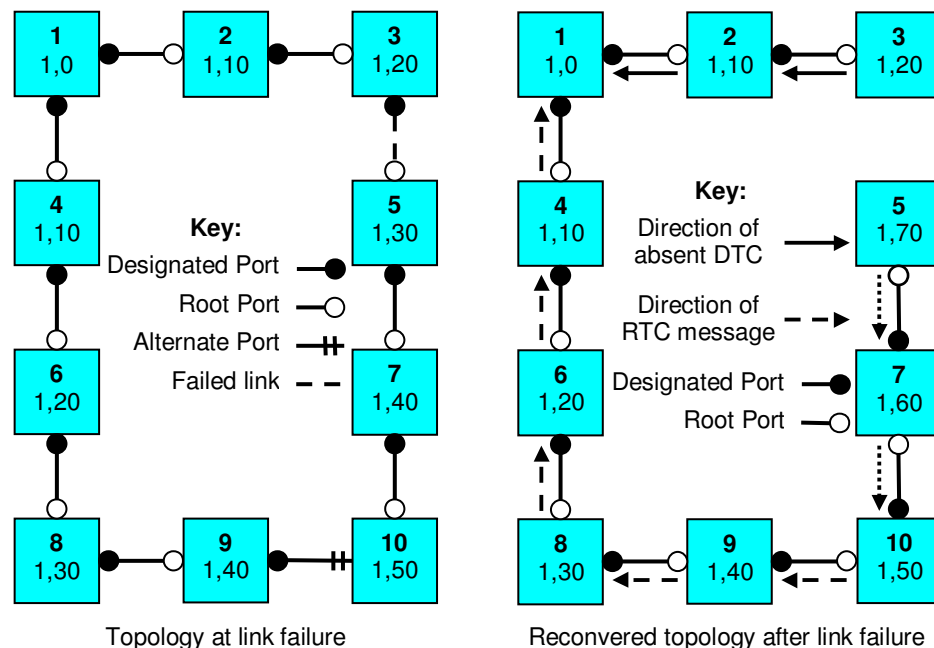 1
1,0
2
1,10
3
1,20
4
1,10
5
1,30
Key:
Designated Port
Root Port
Alternate Port
Failed link
6
1,20
7
1,40
8
1,30
9
1,40
10
1,50
Topology at link failure
1
1,0
2
1,10
3
1,20
4
1,10
Key:
Direction of
absent DTC
5
1,70
Direction of
RTC message
Designated Port
Root Port
6
1,20
7
1,60
8
1,30
9
1,40
10
1,50
Reconvered topology after link failure